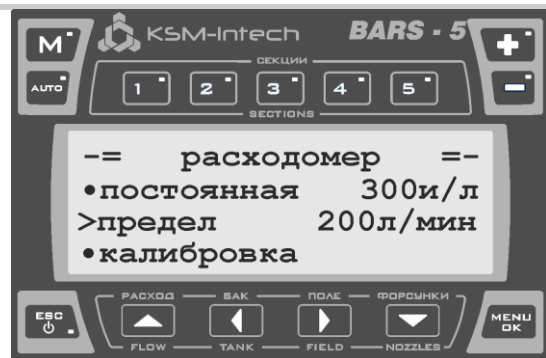 M
KSM-Intech
BARS - 5
+
AUTO
СЕКЦИИ
-
1 2 3 4 5
SECTIONS
-= расходомер =-
•постоянная 300и/л
>предел 200л/мин
•калибровка
ESC
РАСХОД БАК ПОЛЕ ФОРСУНКИ
MENU
OK
FLOW TANK FIELD NOZZLES